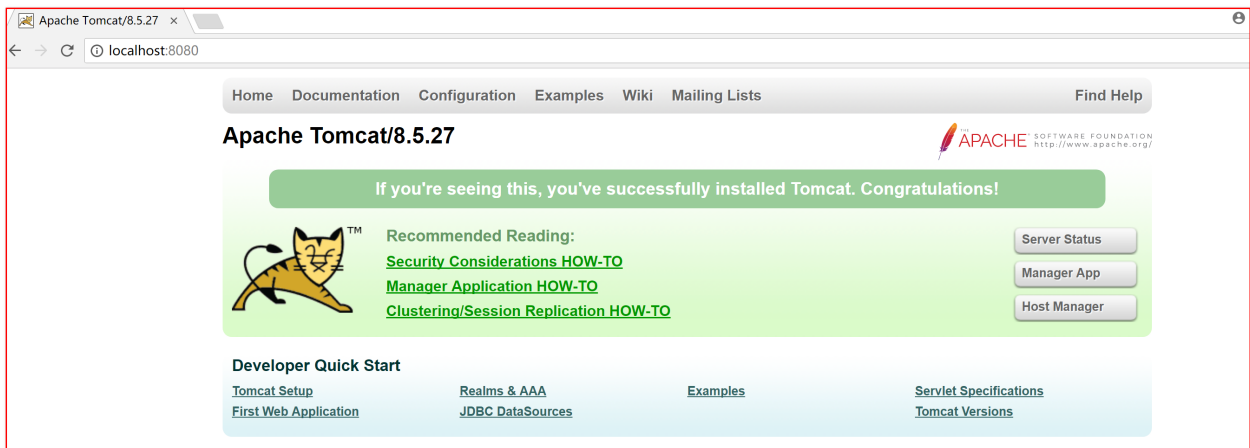 Apache Tomcat/8.5.27 ×
localhost:8080
Home Documentation Configuration Examples Wiki Mailing Lists Find Help
Apache Tomcat/8.5.27
THE
APACHE™ SOFTWARE FOUNDATION
http://www.apache.org/
If you're seeing this, you've successfully installed Tomcat. Congratulations!
TM
Recommended Reading:
Security Considerations HOW-TO
Manager Application HOW-TO
Clustering/Session Replication HOW-TO
Server Status
Manager App
Host Manager
Developer Quick Start
Tomcat Setup Realms & AAA Examples Servlet Specifications
First Web Application JDBC DataSources Tomcat Versions